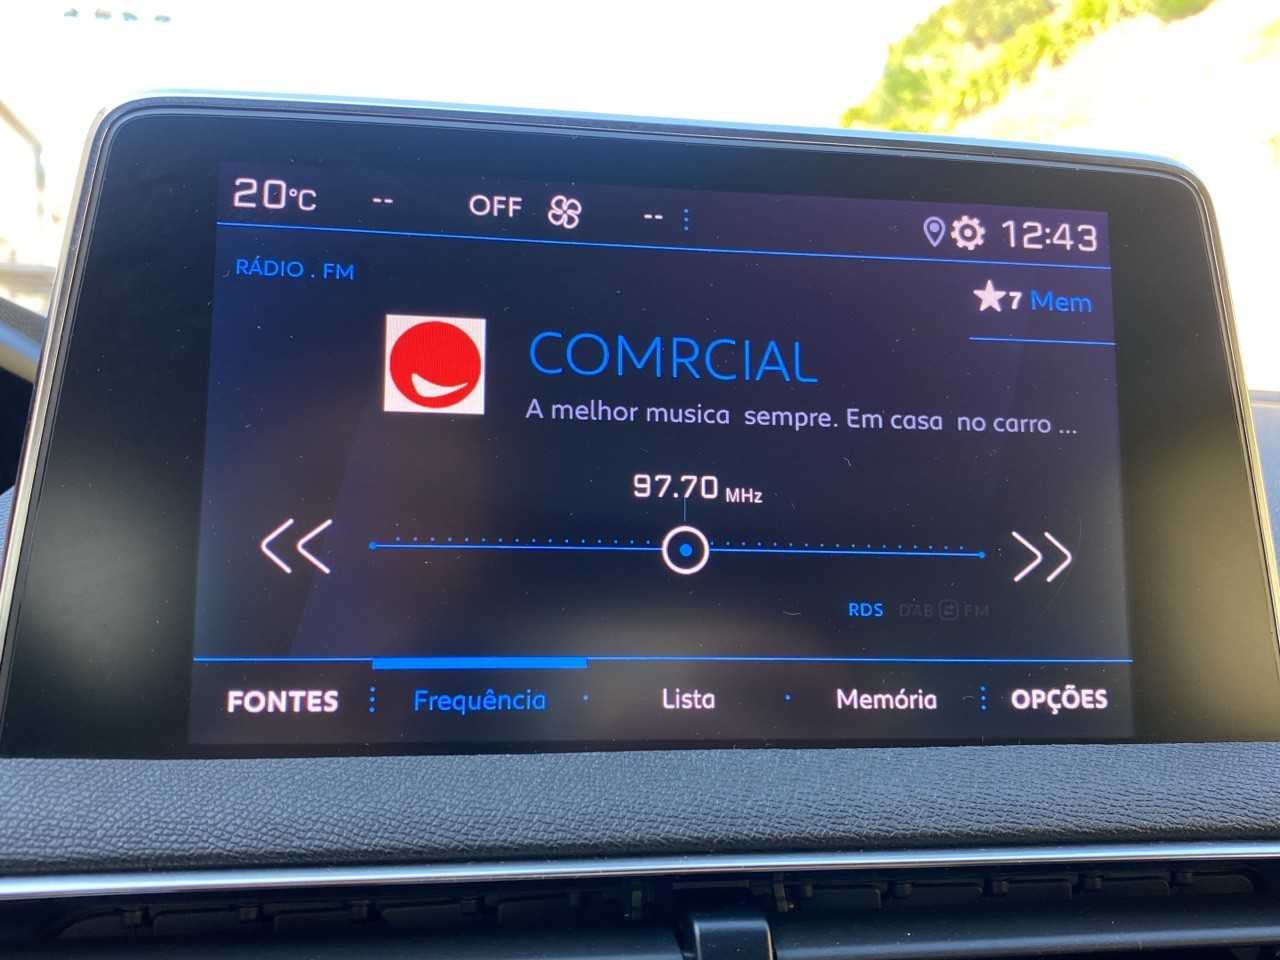 20°C -- OFF -- 12:43
RÁDIO . FM
7 Mem
COMRCIAL
A melhor musica sempre. Em casa no carro ...
97.70 MHz
RDS DAB FM
FONTES Frequência Lista Memória OPÇÕES